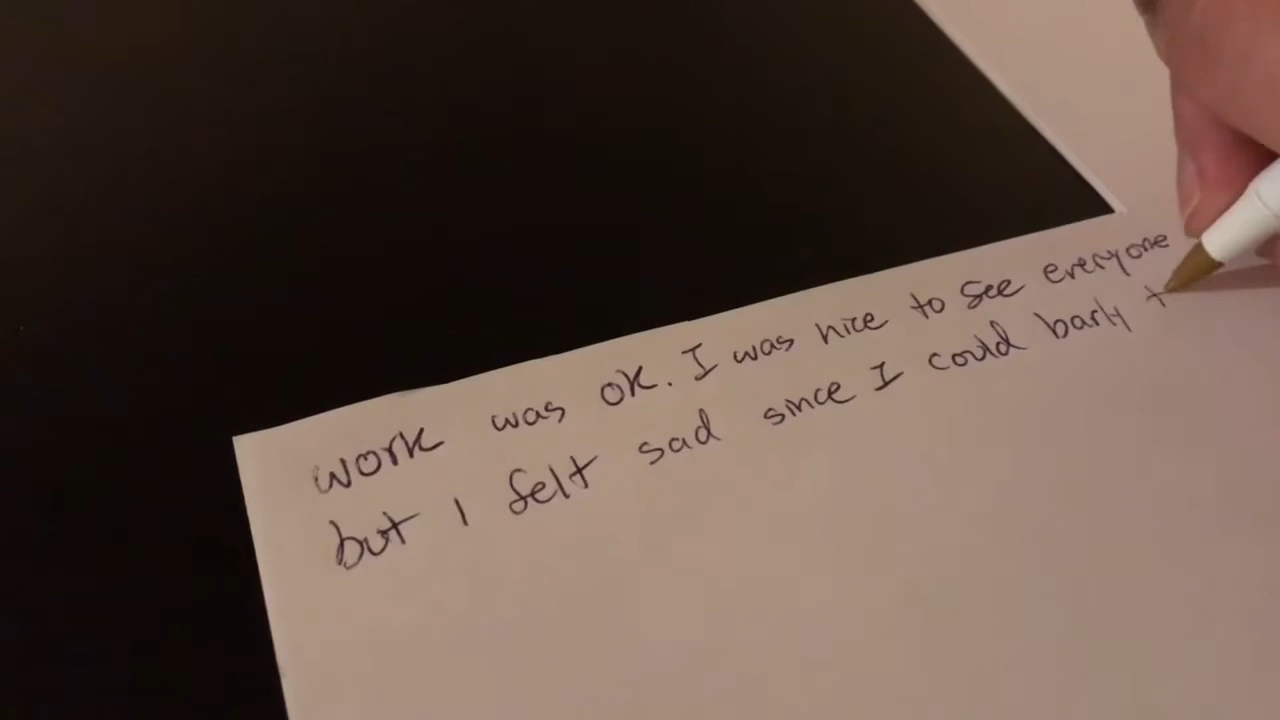 work was ok. I was nice to see everyone
but I felt sad since I could barly t